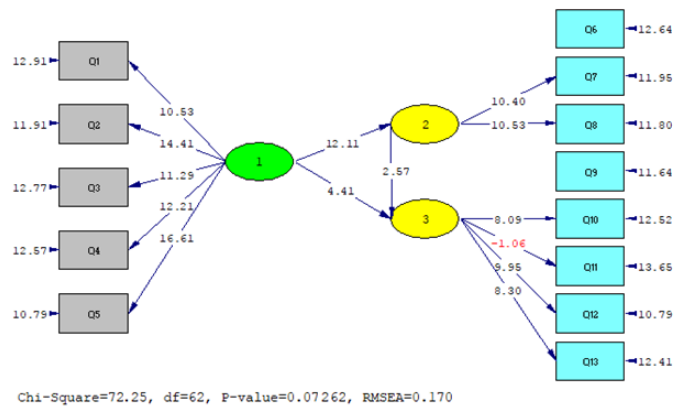 Q6 12.64
12.91 Q1 Q7 11.95
10.53 10.40
11.91 Q2 2 10.53 Q8 11.80
14.41 12.11
1 2.57 Q9 11.64
12.77 Q3 11.29 4.41
12.21 3 8.09 Q10 12.52
12.57 Q4 16.61 -1.06 Q11 13.65
9.95
10.79 Q5 8.30 Q12 10.79
Q13 12.41
Chi-Square=72.25, df=62, P-value=0.07262, RMSEA=0.170